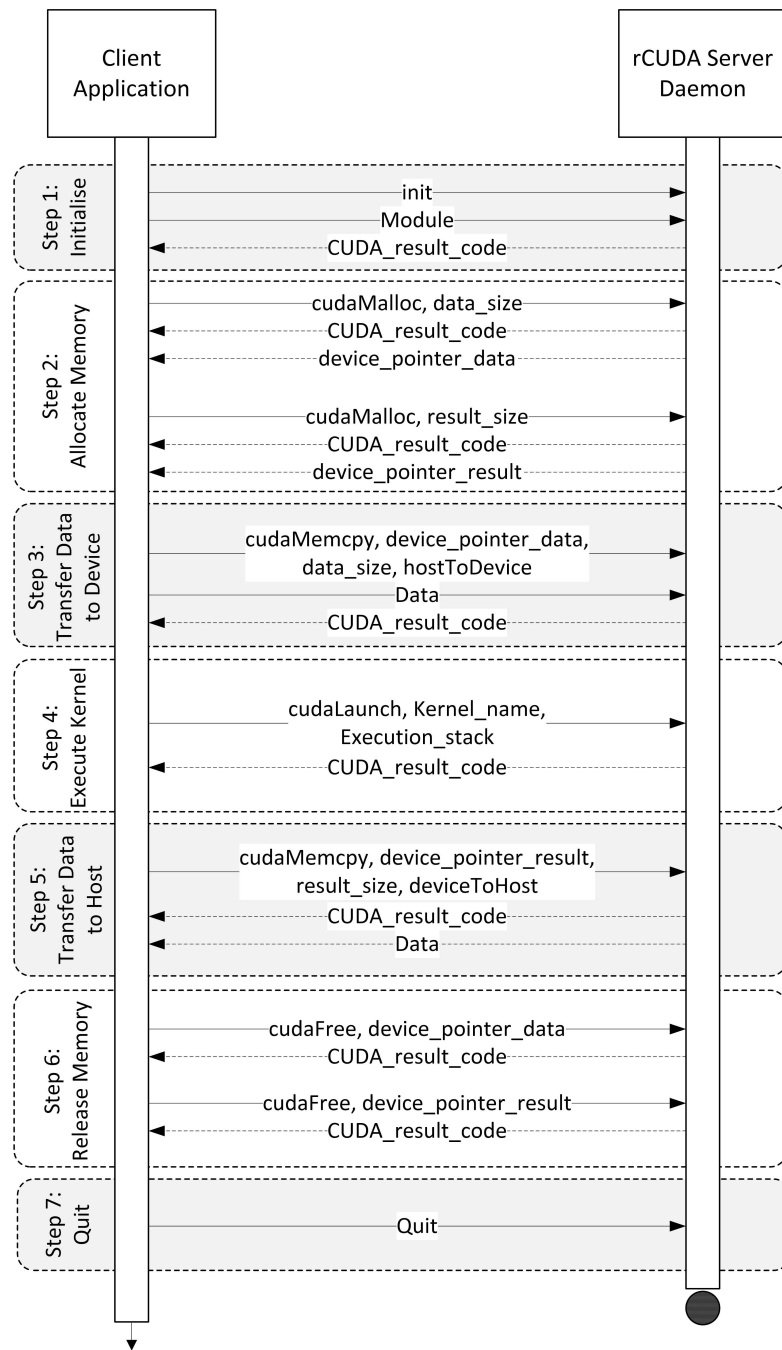 Client
Application
rCUDA Server
Daemon
Step 1:
Initialise
init
Module
CUDA_result_code
Step 2:
Allocate Memory
cudaMalloc, data_size
CUDA_result_code
device_pointer_data
cudaMalloc, result_size
CUDA_result_code
device_pointer_result
Step 3:
Transfer Data
to Device
cudaMemcpy, device_pointer_data,
data_size, hostToDevice
Data
CUDA_result_code
Step 4:
Execute Kernel
cudaLaunch, Kernel_name,
Execution_stack
CUDA_result_code
Step 5:
Transfer Data
to Host
cudaMemcpy, device_pointer_result,
result_size, deviceToHost
CUDA_result_code
Data
Step 6:
Release Memory
cudaFree, device_pointer_data
CUDA_result_code
cudaFree, device_pointer_result
CUDA_result_code
Step 7:
Quit
Quit